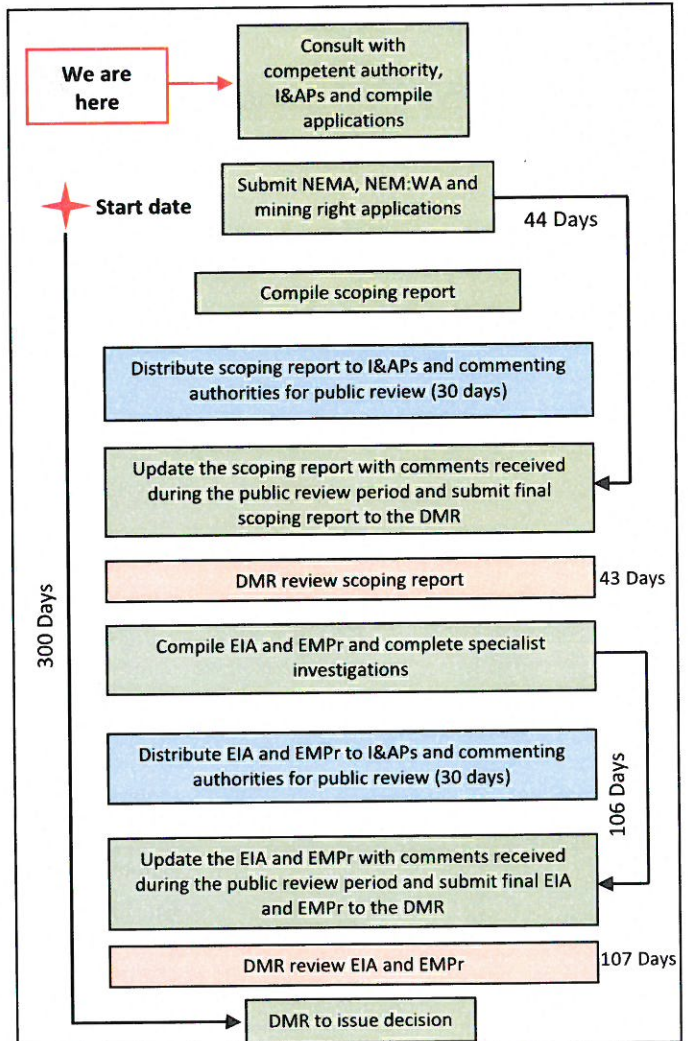 We are
here
Consult with
competent authority,
I&APs and compile
applications
Start date
Submit NEMA, NEM:WA and
mining right applications
44 Days
Compile scoping report
Distribute scoping report to I&APs and commenting
authorities for public review (30 days)
Update the scoping report with comments received
during the public review period and submit final
scoping report to the DMR
DMR review scoping report
43 Days
300 Days
Compile EIA and EMPr and complete specialist
investigations
Distribute EIA and EMPr to I&APs and commenting
authorities for public review (30 days)
106 Days
Update the EIA and EMPr with comments received
during the public review period and submit final EIA
and EMPr to the DMR
DMR review EIA and EMPr
107 Days
DMR to issue decision